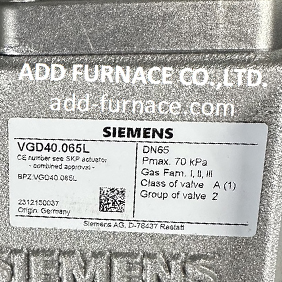 ADD FURNACE CO.,LTD.
add-furnace.com
SIEMENS
VGD40.065L
CE number see SKP actuator
- combined approval -
BPZ:VGD40.065L
2312150037
Origin: Germany
DN65
Pmax. 70 kPa
Gas Fam. I, II, III
Class of valve A (1)
Group of valve 2
Siemens AG, D-76437 Rastatt
SIEMENS